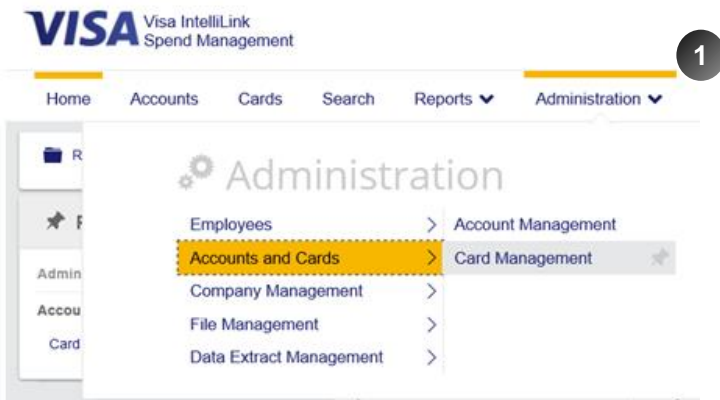 VISA Visa IntelliLink
Spend Management
1
Home Accounts Cards Search Reports Administration
R
Administration
Employees Account Management
Accounts and Cards Card Management
Admin
Company Management
Accou
File Management
Card
Data Extract Management